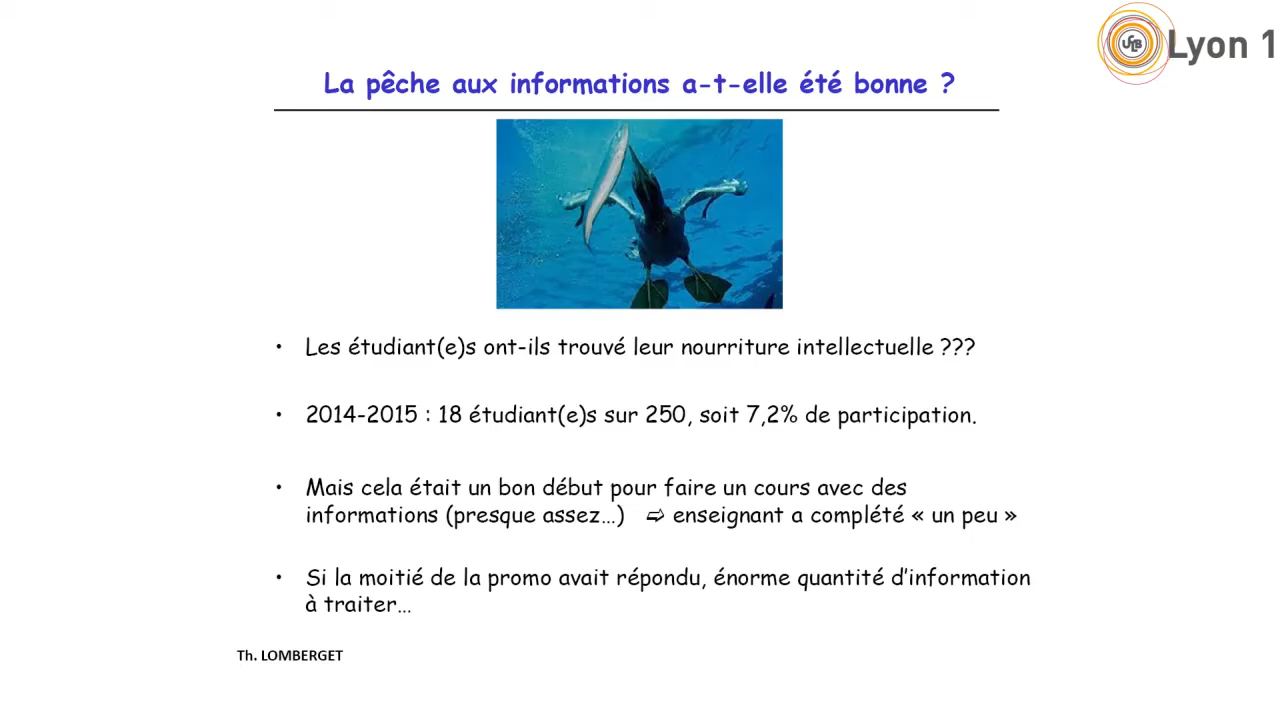 UCLB Lyon 1
La pêche aux informations a-t-elle été bonne ?
• Les étudiant(e)s ont-ils trouvé leur nourriture intellectuelle ???
• 2014-2015 : 18 étudiant(e)s sur 250, soit 7,2% de participation.
• Mais cela était un bon début pour faire un cours avec des
informations (presque assez…) ➯ enseignant a complété « un peu »
• Si la moitié de la promo avait répondu, énorme quantité d’information
à traiter…
Th. LOMBERGET